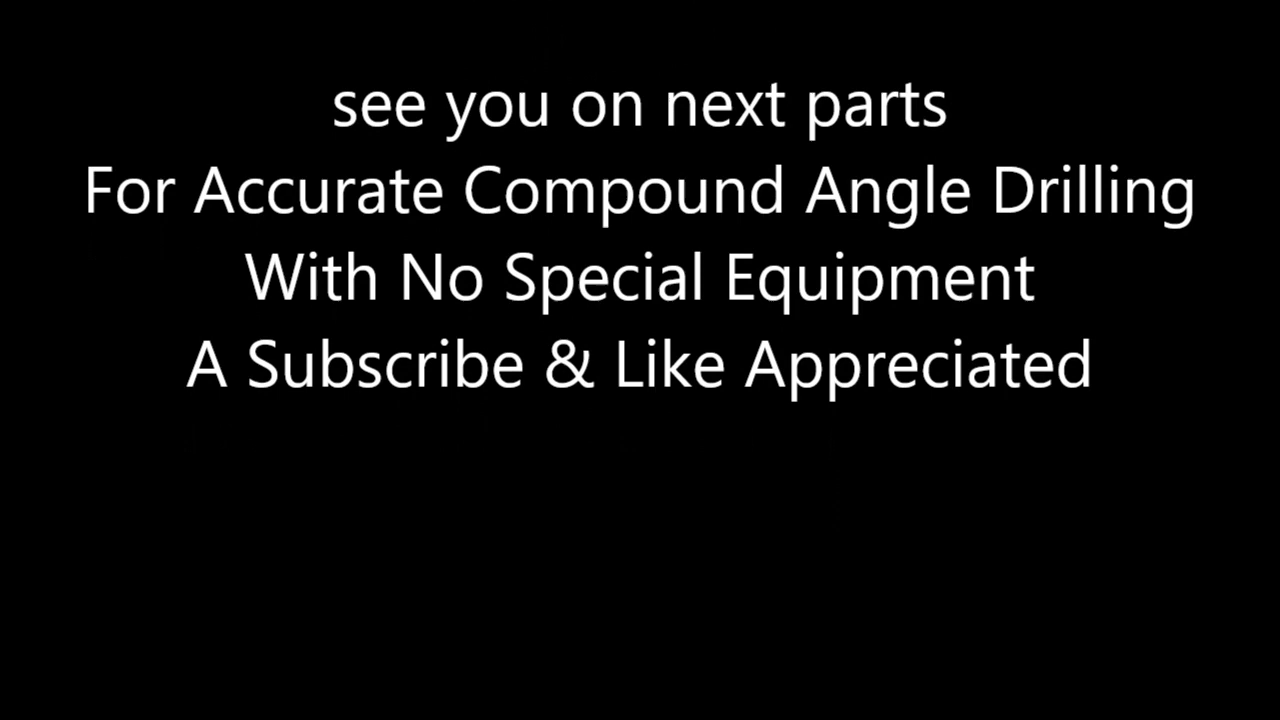 see you on next parts
For Accurate Compound Angle Drilling
With No Special Equipment
A Subscribe & Like Appreciated